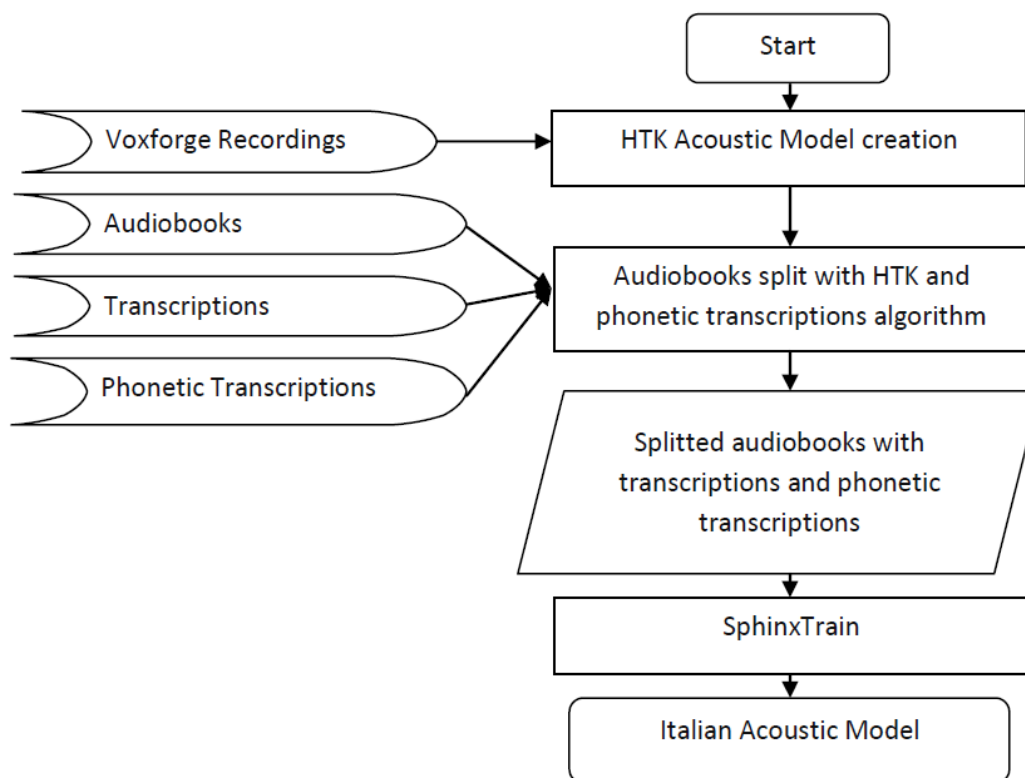 Start
Voxforge Recordings
HTK Acoustic Model creation
Audiobooks
Transcriptions
Phonetic Transcriptions
Audiobooks split with HTK and
phonetic transcriptions algorithm
Splitted audiobooks with
transcriptions and phonetic
transcriptions
SphinxTrain
Italian Acoustic Model